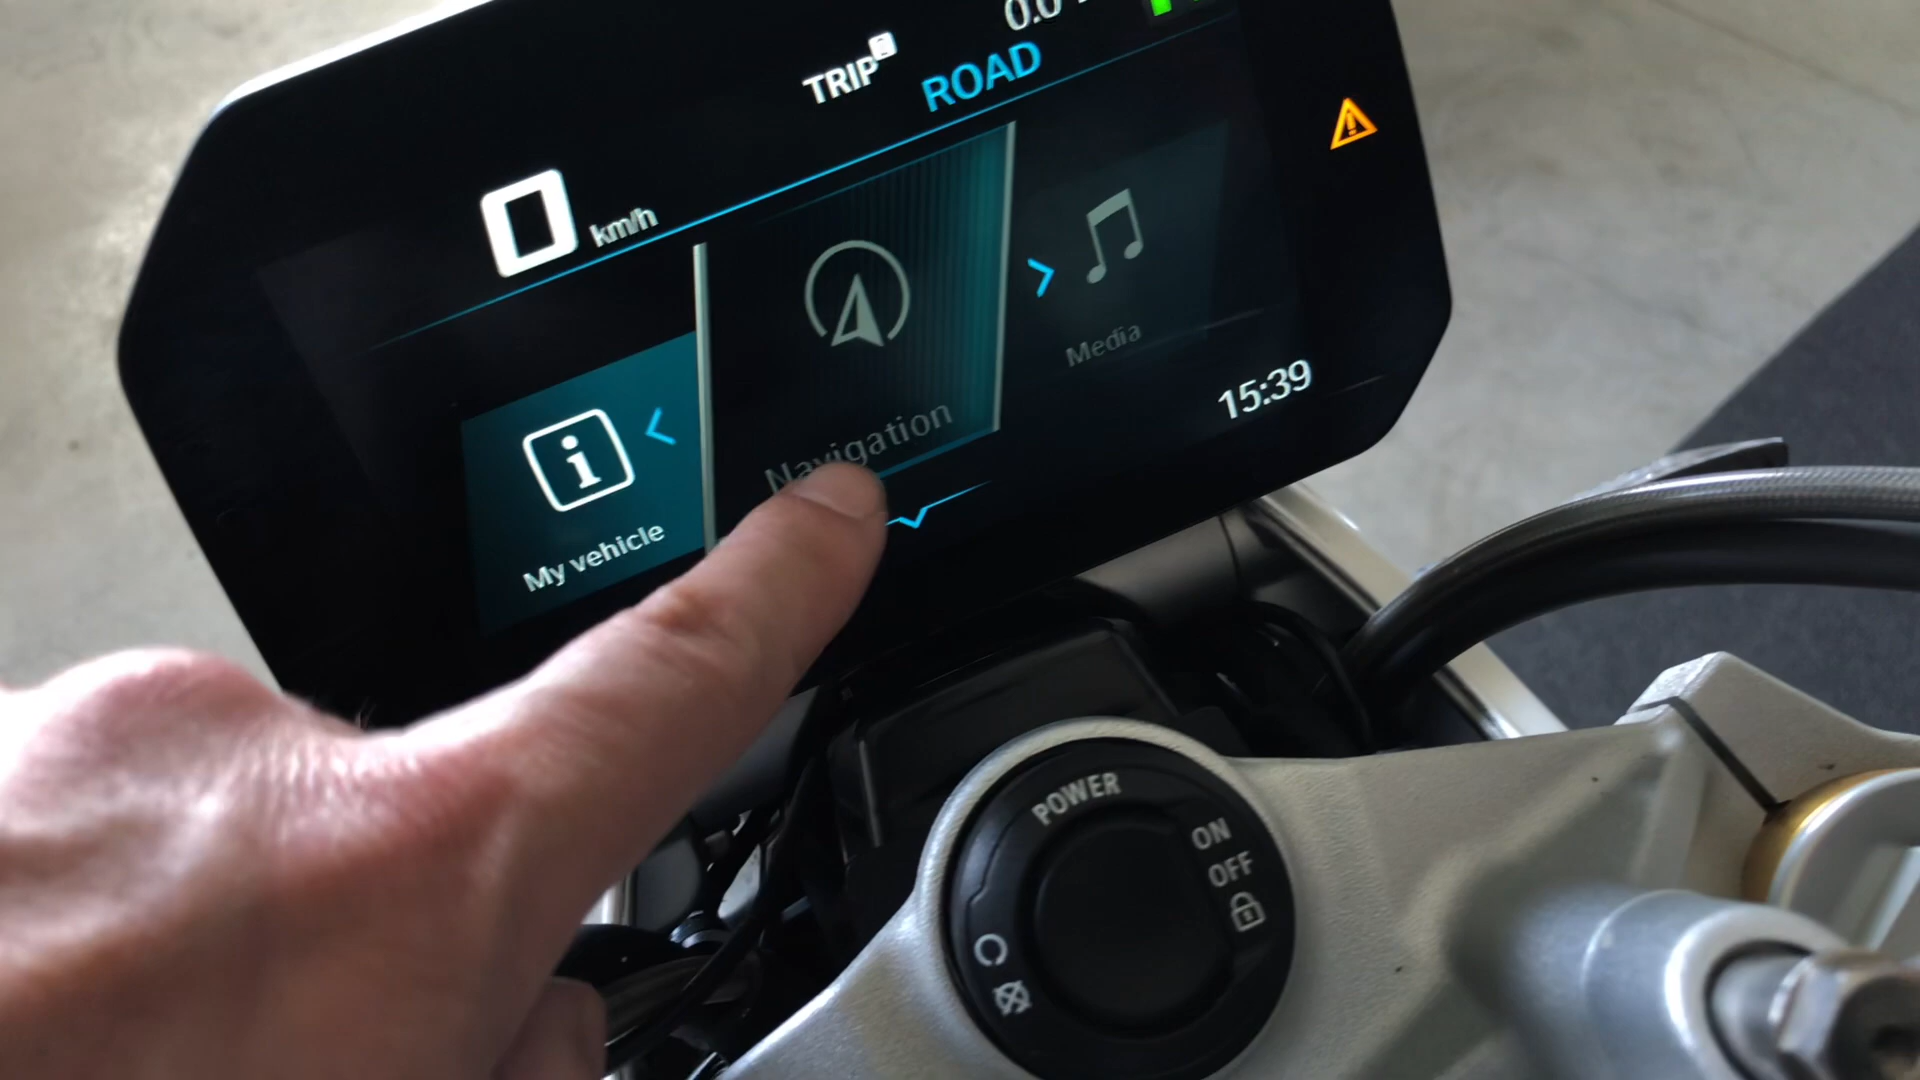 0.0
TRIP
ROAD
0 km/h
Navigation
Media
My vehicle
15:39
POWER
ON
OFF